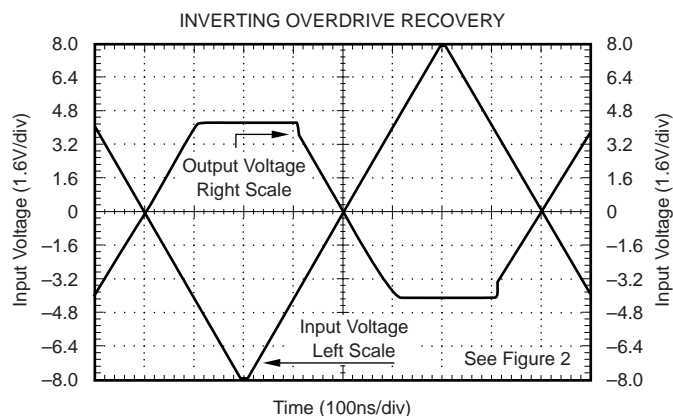 INVERTING OVERDRIVE RECOVERY
Input Voltage (1.6V/div)
8.0
6.4
4.8
3.2
1.6
0
–1.6
–3.2
–4.8
–6.4
–8.0
Output Voltage
Right Scale
Input Voltage
Left Scale
See Figure 2
8.0
6.4
4.8
3.2
1.6
0
–1.6
–3.2
–4.8
–6.4
–8.0
Input Voltage (1.6V/div)
Time (100ns/div)